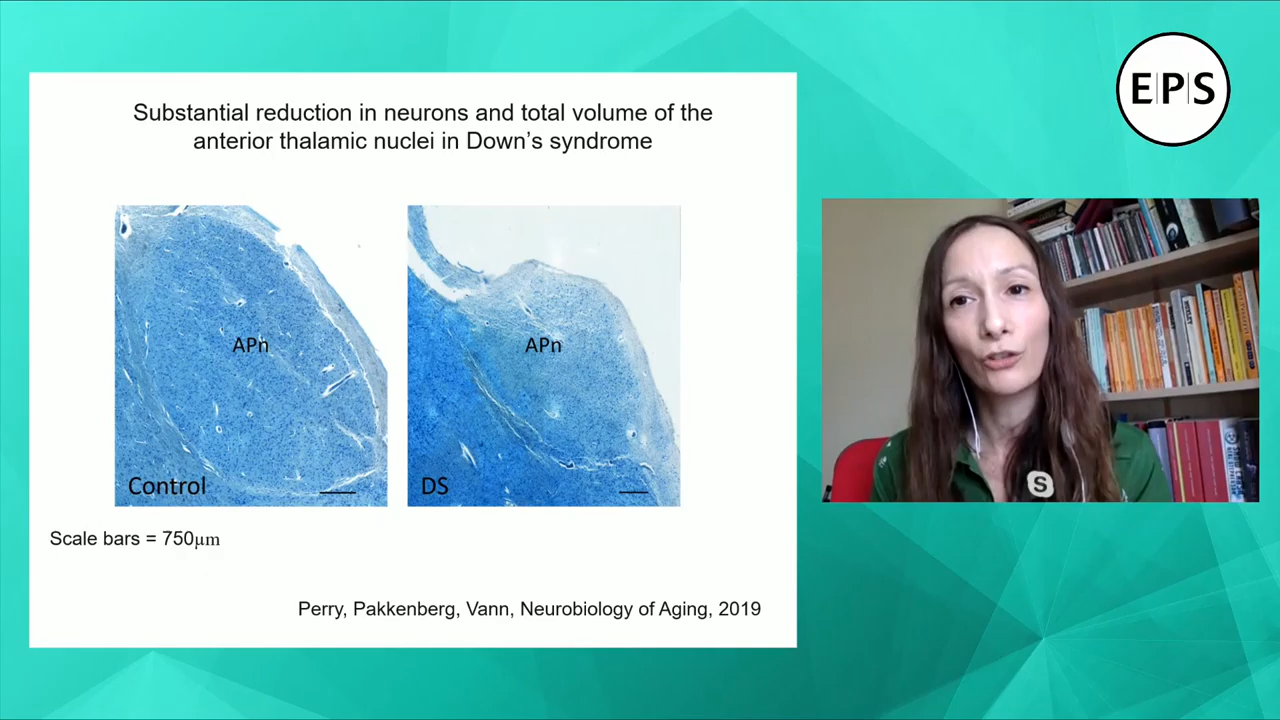 Substantial reduction in neurons and total volume of the
anterior thalamic nuclei in Down's syndrome
APn
APn
Control
DS
Scale bars = 750μm
Perry, Pakkenberg, Vann, Neurobiology of Aging, 2019
E|P|S
S